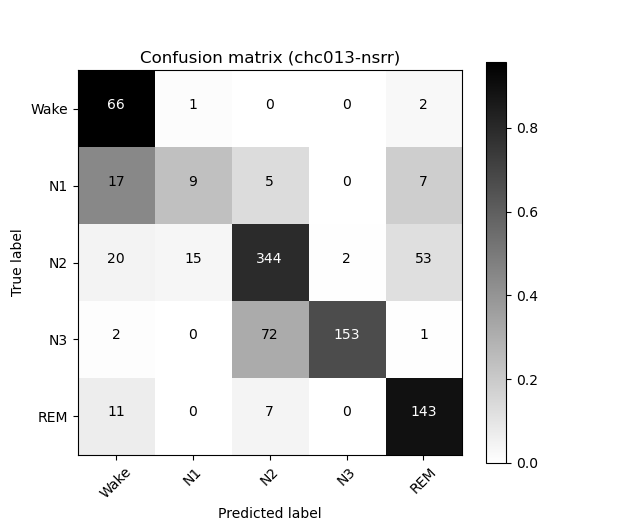 Confusion matrix (chc013-nsrr)
True label
Wake 66 1 0 0 2
N1 17 9 5 0 7
N2 20 15 344 2 53
N3 2 0 72 153 1
REM 11 0 7 0 143
Wake N1 N2 N3 REM
Predicted label
0.8
0.6
0.4
0.2
0.0